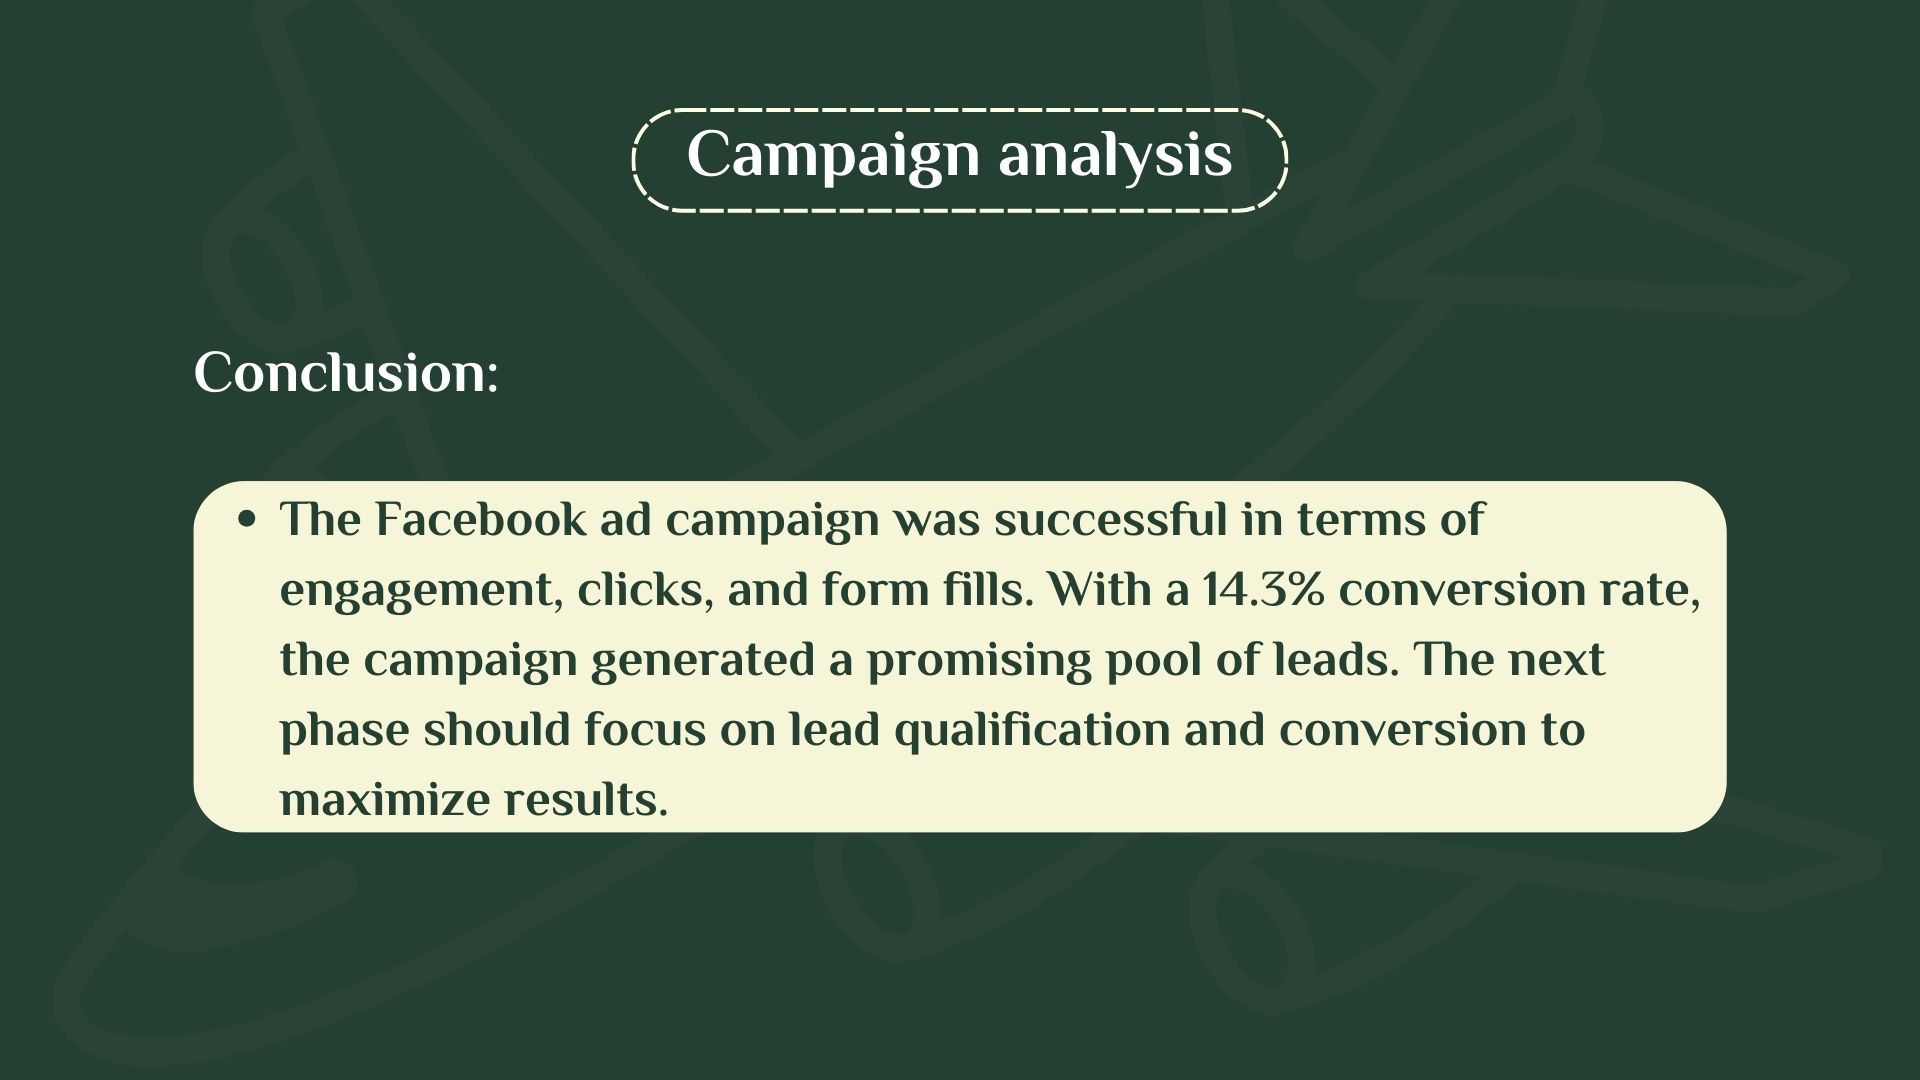 Campaign analysis
Conclusion:
• The Facebook ad campaign was successful in terms of
engagement, clicks, and form fills. With a 14.3% conversion rate,
the campaign generated a promising pool of leads. The next
phase should focus on lead qualification and conversion to
maximize results.